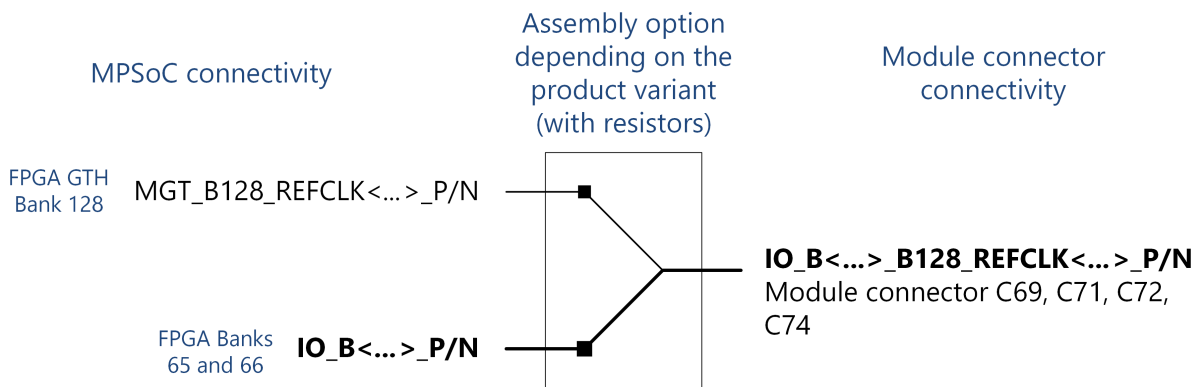 MPSoC connectivity
Assembly option
depending on the
product variant
(with resistors)
Module connector
connectivity
FPGA GTH
Bank 128
MGT_B128_REFCLK<...>_P/N
IO_B<...>_B128_REFCLK<...>_P/N
Module connector C69, C71, C72,
C74
FPGA Banks
65 and 66
IO_B<...>_P/N